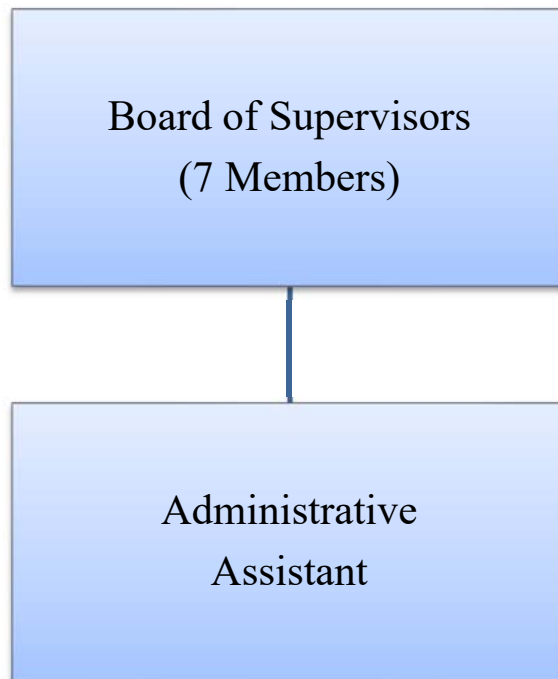 Board of Supervisors
(7 Members)
Administrative
Assistant